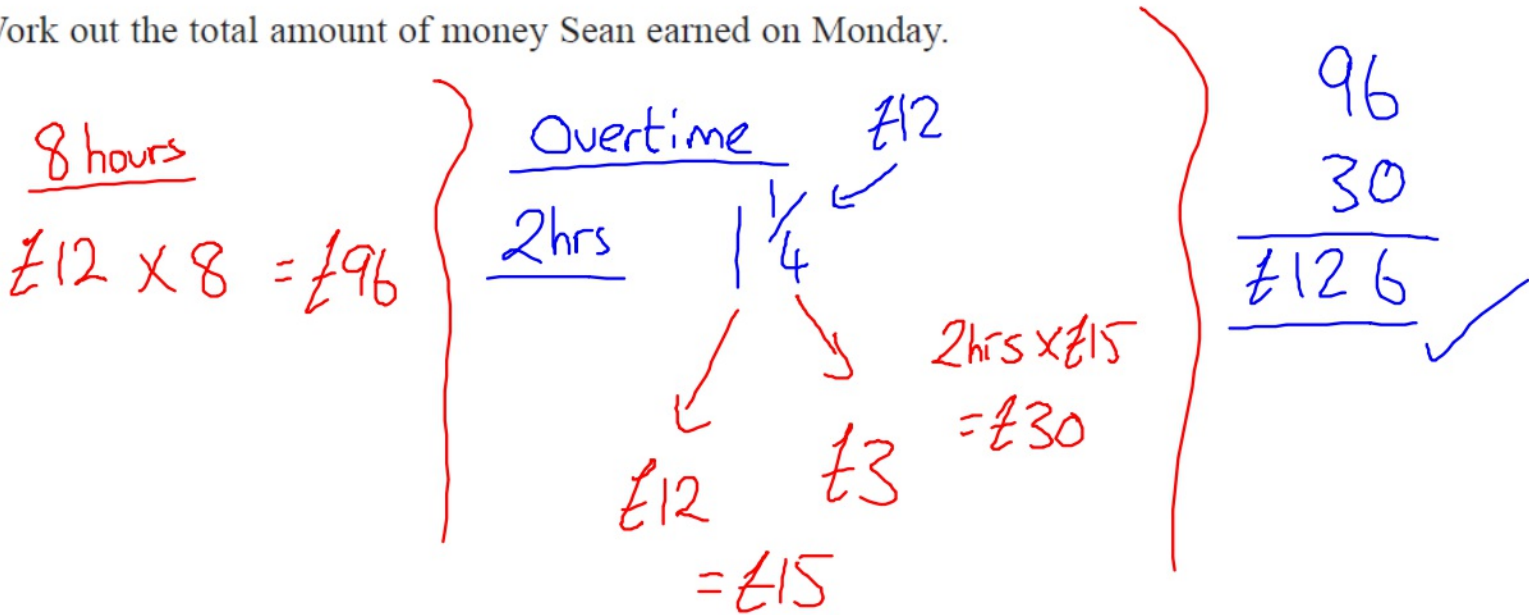 ork out the total amount of money Sean earned on Monday.
8 hours
£12 × 8 = £96
Overtime
£12
2hrs
1 1/4
£12
£3
= £15
2hrs × £15
= £30
96
30
£126